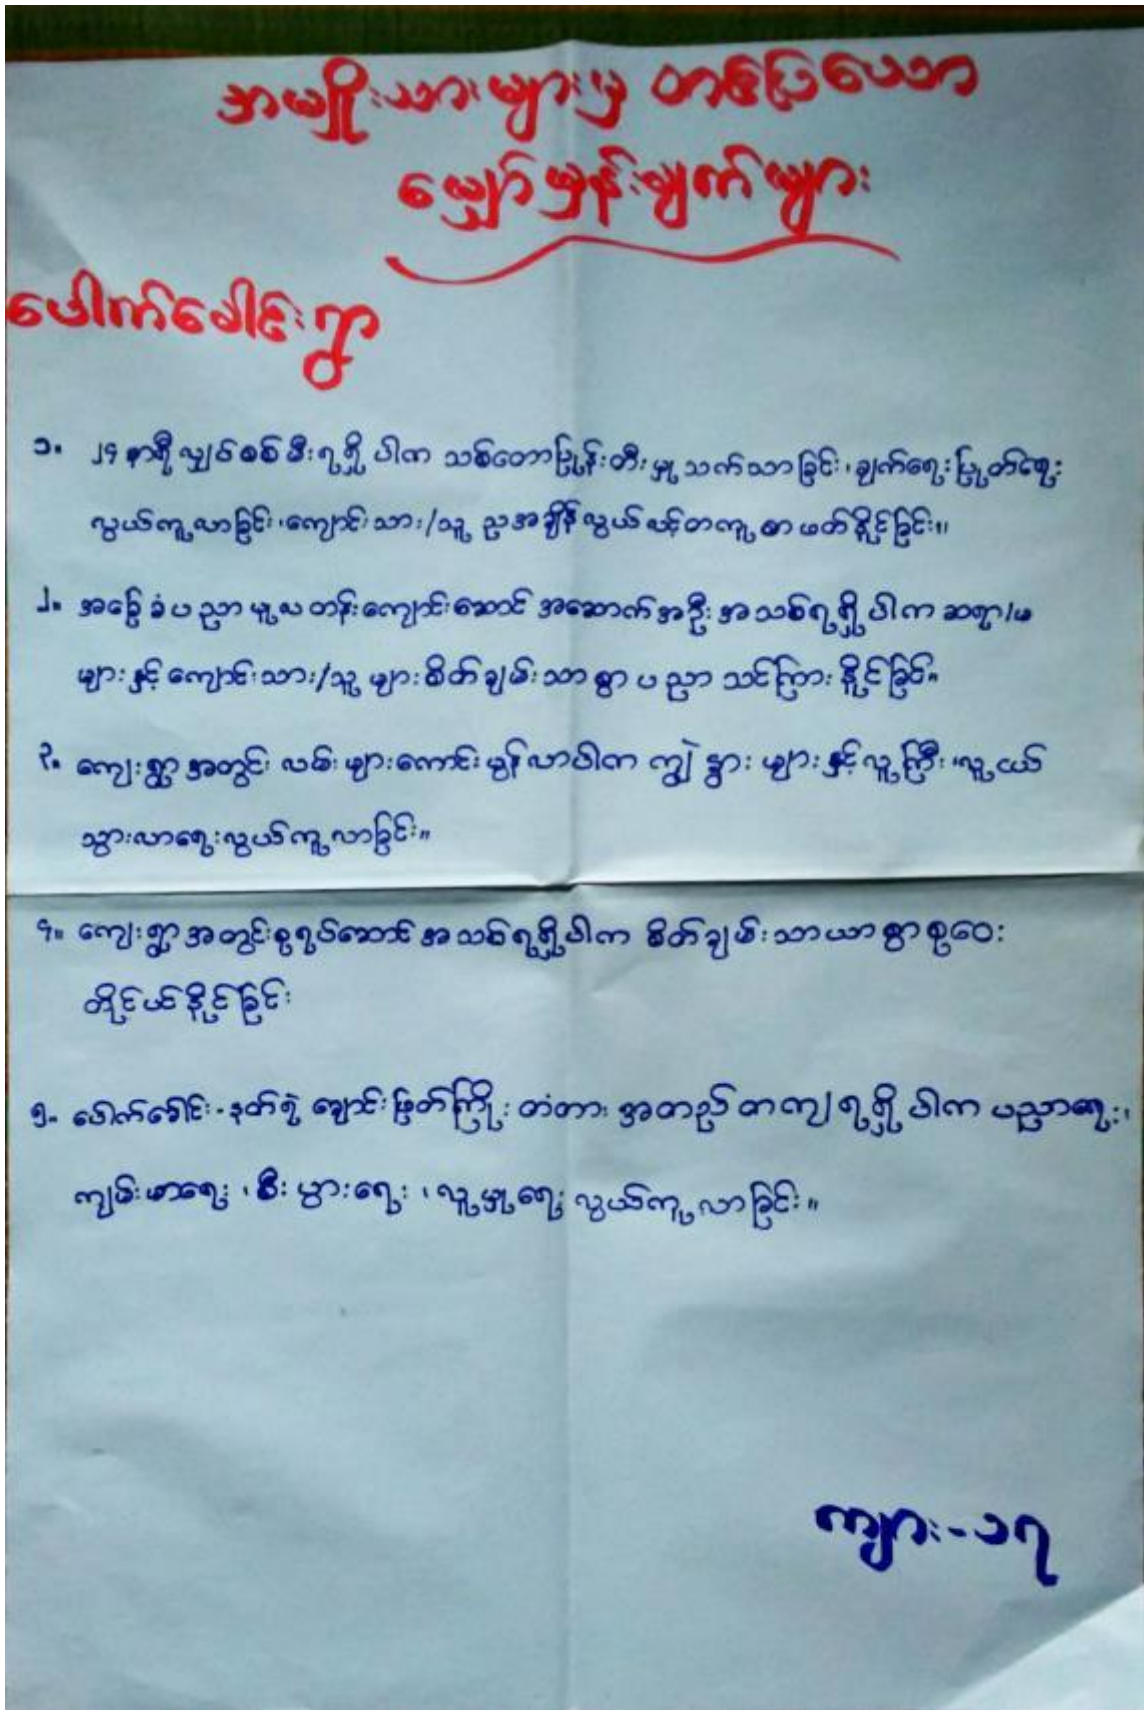 အမျိုးသားများမှ တင်ပြသော
မျှော်မှန်းချက်များ
ပေါက်ခေါင်းရွာ
၁။ ၂၄ နာရီ လျှပ်စစ်မီးရရှိပါက သစ်တောပြုန်းတီးမှု သက်သာခြင်း၊ ချက်ရေးပြုတ်ရေး
လွယ်ကူလာခြင်း၊ ကျောင်းသား/သူ ညအချိန်လွယ်လင့်တကူ စာဖတ်နိုင်ခြင်း။
၂။ အခြေခံပညာမူလတန်းကျောင်းဆောင် အဆောက်အဦး အသစ်ရရှိပါက ဆရာ/မ
များနှင့် ကျောင်းသား/သူများ စိတ်ချမ်းသာစွာ ပညာ သင်ကြားနိုင်ခြင်း။
၃။ ကျေးရွာအတွင်း လမ်းများကောင်းမွန်လာပါက ကျွဲ နွား များနှင့် လူကြီး၊ လူငယ်
သွားလာရေးလွယ်ကူလာခြင်း။
၄။ ကျေးရွာအတွင်းစုရပ်ဆောင် အသစ်ရရှိပါက စိတ်ချမ်းသာယာစွာ စုဝေး
တိုင်ပင်နိုင်ခြင်း
၅။ ပေါက်ခေါင်း-နတ်ရဲ ချောင်းဖြတ်ကြိုးတံတား အတည်တကျ ရရှိပါက ပညာရေး၊
ကျမ်းမာရေး၊ စီးပွားရေး၊ လူမှုရေး လွယ်ကူလာခြင်း။
ကျား-၁၇